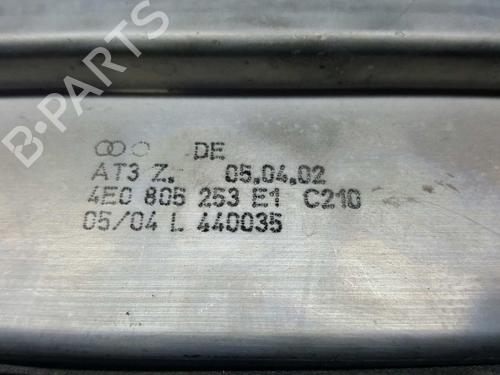 DE
AT3 Z. 05.04.02
4E0 805 253 E1 C210
05/04 L 440035
B-Parts